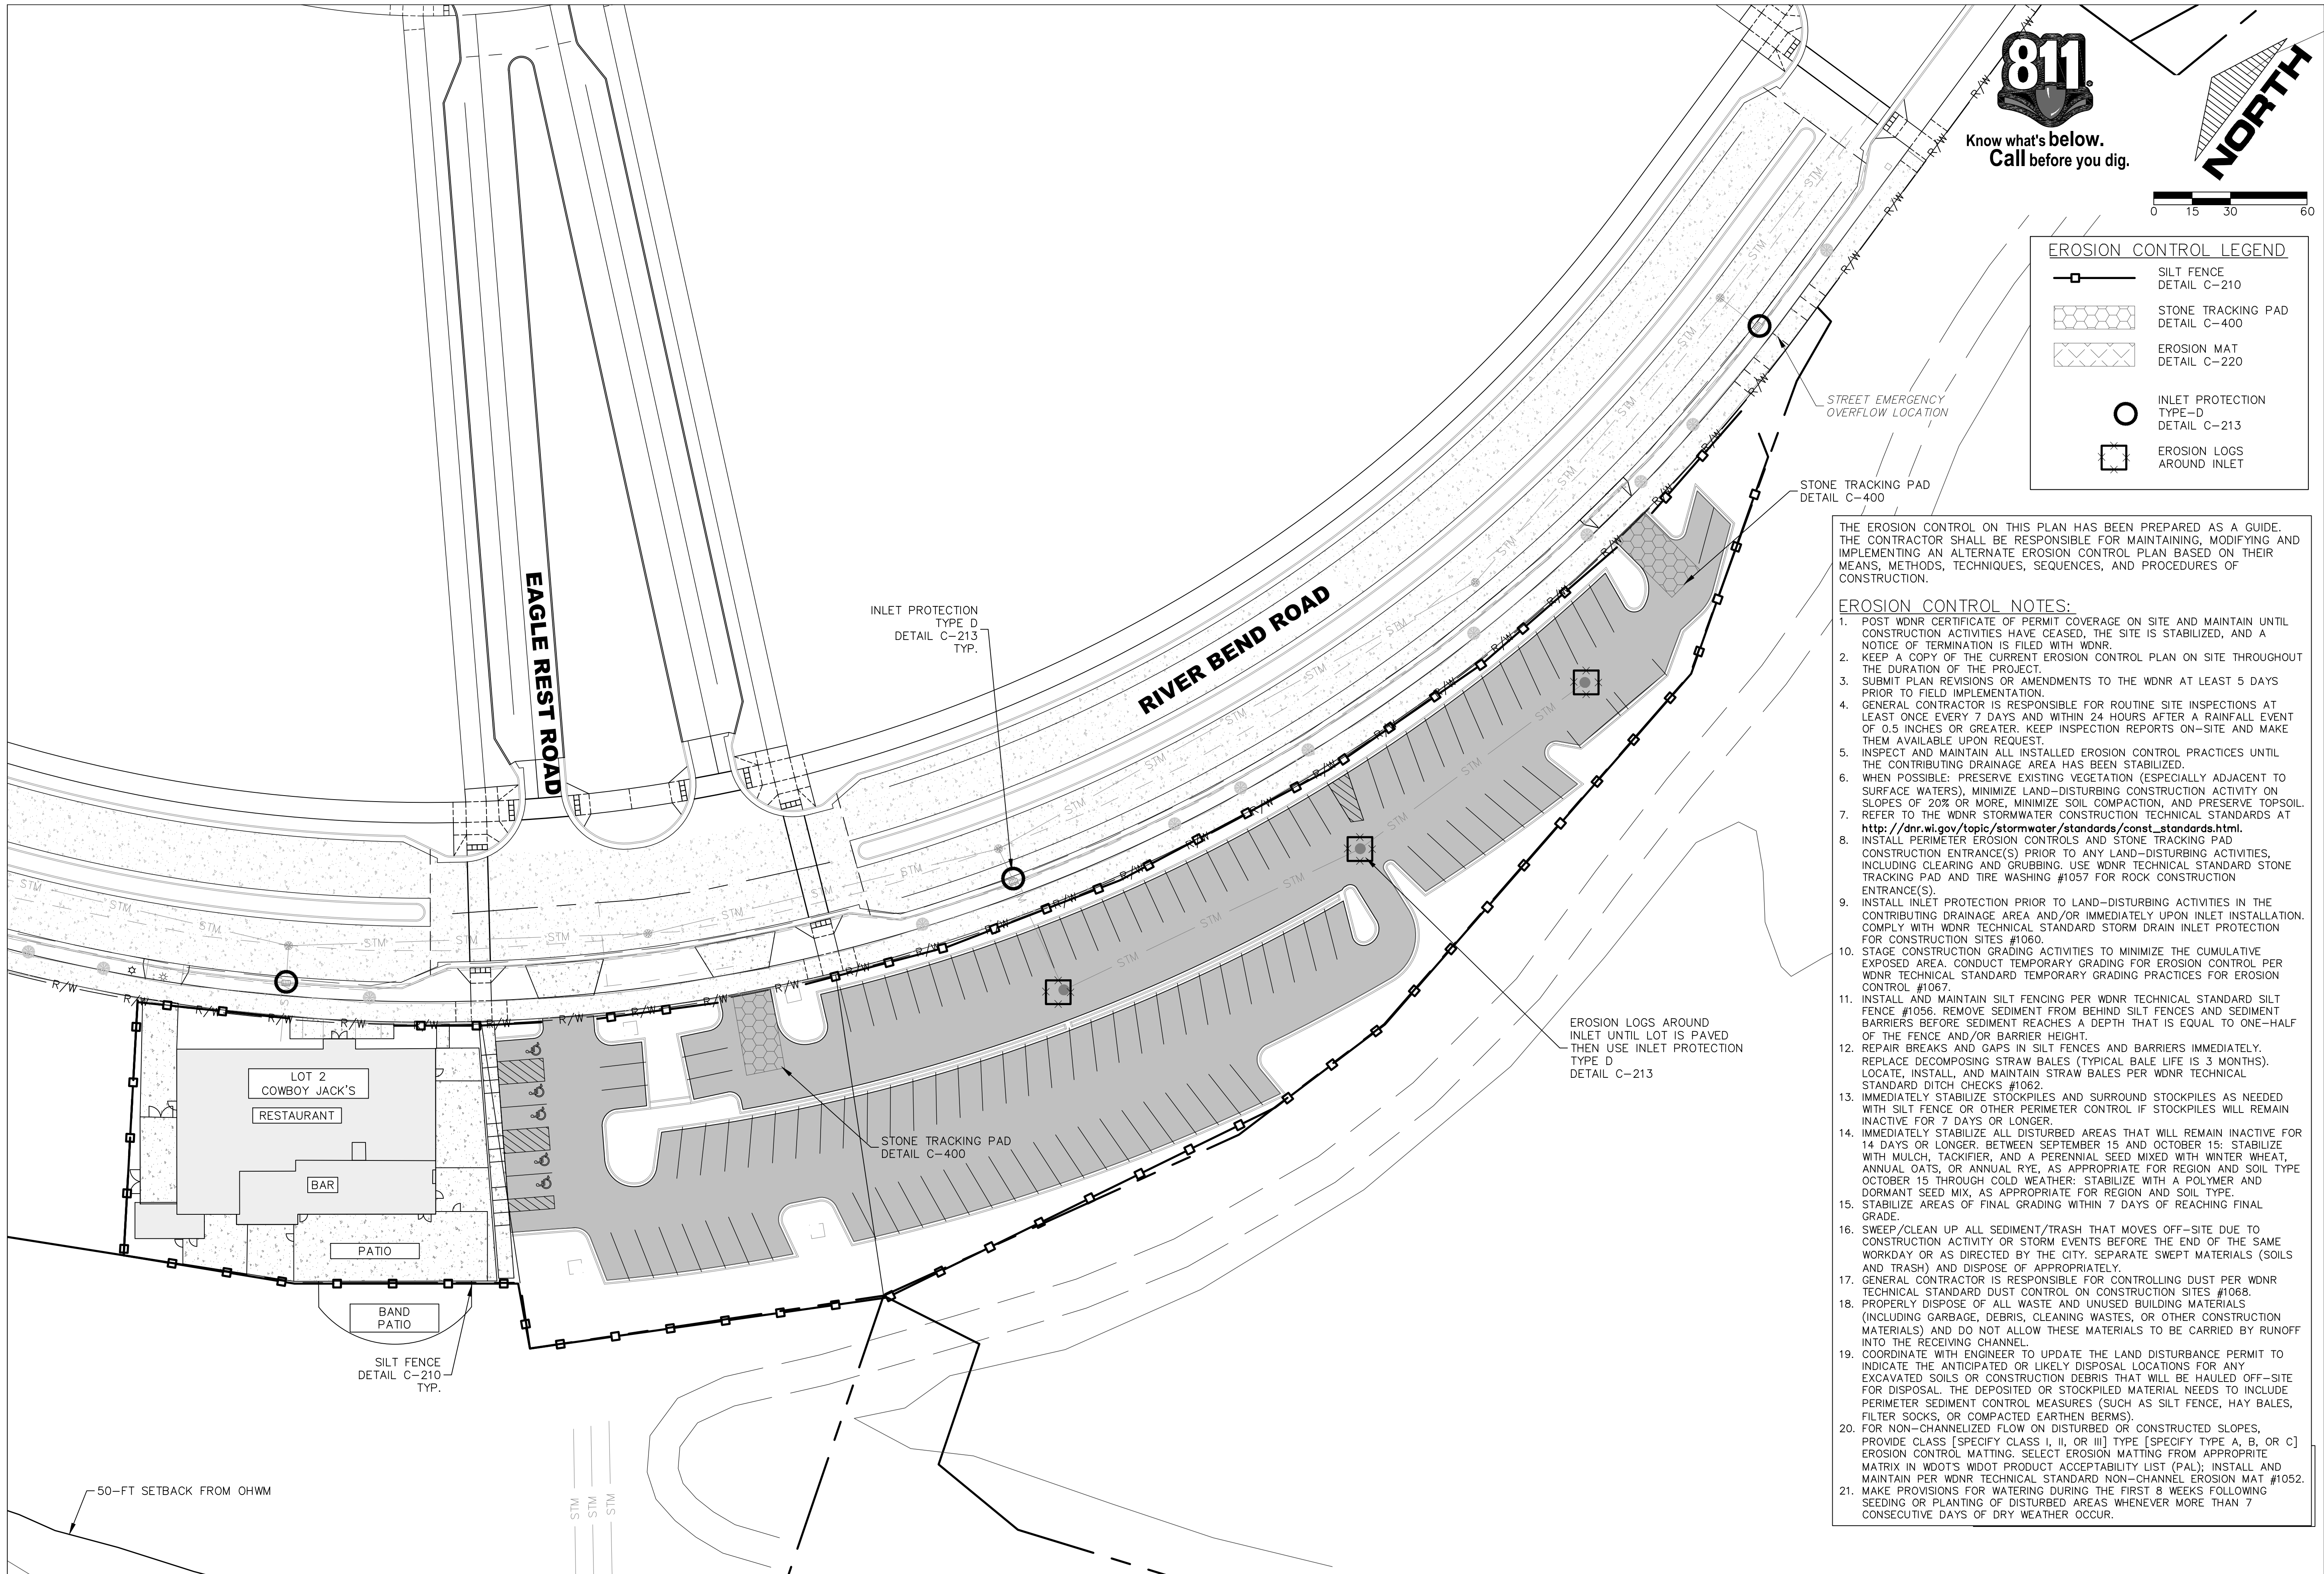 811
Know what's below.
Call before you dig.
NORTH
0 15 30 60
EROSION CONTROL LEGEND
SILT FENCE
DETAIL C-210
STONE TRACKING PAD
DETAIL C-400
EROSION MAT
DETAIL C-220
INLET PROTECTION
TYPE-D
DETAIL C-213
EROSION LOGS
AROUND INLET
STREET EMERGENCY
OVERFLOW LOCATION
STONE TRACKING PAD
DETAIL C-400
THE EROSION CONTROL ON THIS PLAN HAS BEEN PREPARED AS A GUIDE.
THE CONTRACTOR SHALL BE RESPONSIBLE FOR MAINTAINING, MODIFYING AND
IMPLEMENTING AN ALTERNATE EROSION CONTROL PLAN BASED ON THEIR
MEANS, METHODS, TECHNIQUES, SEQUENCES, AND PROCEDURES OF
CONSTRUCTION.
EROSION CONTROL NOTES:
1. POST WDNR CERTIFICATE OF PERMIT COVERAGE ON SITE AND MAINTAIN UNTIL
CONSTRUCTION ACTIVITIES HAVE CEASED, THE SITE IS STABILIZED, AND A
NOTICE OF TERMINATION IS FILED WITH WDNR.
2. KEEP A COPY OF THE CURRENT EROSION CONTROL PLAN ON SITE THROUGHOUT
THE DURATION OF THE PROJECT.
3. SUBMIT PLAN REVISIONS OR AMENDMENTS TO THE WDNR AT LEAST 5 DAYS
PRIOR TO FIELD IMPLEMENTATION.
4. GENERAL CONTRACTOR IS RESPONSIBLE FOR ROUTINE SITE INSPECTIONS AT
LEAST ONCE EVERY 7 DAYS AND WITHIN 24 HOURS AFTER A RAINFALL EVENT
OF 0.5 INCHES OR GREATER. KEEP INSPECTION REPORTS ON-SITE AND MAKE
THEM AVAILABLE UPON REQUEST.
5. INSPECT AND MAINTAIN ALL INSTALLED EROSION CONTROL PRACTICES UNTIL
THE CONTRIBUTING DRAINAGE AREA HAS BEEN STABILIZED.
6. WHEN POSSIBLE: PRESERVE EXISTING VEGETATION (ESPECIALLY ADJACENT TO
SURFACE WATERS), MINIMIZE LAND-DISTURBING CONSTRUCTION ACTIVITY ON
SLOPES OF 20% OR MORE, MINIMIZE SOIL COMPACTION, AND PRESERVE TOPSOIL.
7. REFER TO THE WDNR STORMWATER CONSTRUCTION TECHNICAL STANDARDS AT
http://dnr.wi.gov/topic/stormwater/standards/const_standards.html.
8. INSTALL PERIMETER EROSION CONTROLS AND STONE TRACKING PAD
CONSTRUCTION ENTRANCE(S) PRIOR TO ANY LAND-DISTURBING ACTIVITIES,
INCLUDING CLEARING AND GRUBBING. USE WDNR TECHNICAL STANDARD STONE
TRACKING PAD AND TIRE WASHING #1057 FOR ROCK CONSTRUCTION
ENTRANCE(S).
9. INSTALL INLET PROTECTION PRIOR TO LAND-DISTURBING ACTIVITIES IN THE
CONTRIBUTING DRAINAGE AREA AND/OR IMMEDIATELY UPON INLET INSTALLATION.
COMPLY WITH WDNR TECHNICAL STANDARD STORM DRAIN INLET PROTECTION
FOR CONSTRUCTION SITES #1060.
10. STAGE CONSTRUCTION GRADING ACTIVITIES TO MINIMIZE THE CUMULATIVE
EXPOSED AREA. CONDUCT TEMPORARY GRADING FOR EROSION CONTROL PER
WDNR TECHNICAL STANDARD TEMPORARY GRADING PRACTICES FOR EROSION
CONTROL #1067.
11. INSTALL AND MAINTAIN SILT FENCING PER WDNR TECHNICAL STANDARD SILT
FENCE #1056. REMOVE SEDIMENT FROM BEHIND SILT FENCES AND SEDIMENT
BARRIERS BEFORE SEDIMENT REACHES A DEPTH THAT IS EQUAL TO ONE-HALF
OF THE FENCE AND/OR BARRIER HEIGHT.
12. REPAIR BREAKS AND GAPS IN SILT FENCES AND BARRIERS IMMEDIATELY.
REPLACE DECOMPOSING STRAW BALES (TYPICAL BALE LIFE IS 3 MONTHS).
LOCATE, INSTALL, AND MAINTAIN STRAW BALES PER WDNR TECHNICAL
STANDARD DITCH CHECKS #1062.
13. IMMEDIATELY STABILIZE STOCKPILES AND SURROUND STOCKPILES AS NEEDED
WITH SILT FENCE OR OTHER PERIMETER CONTROL IF STOCKPILES WILL REMAIN
INACTIVE FOR 7 DAYS OR LONGER.
14. IMMEDIATELY STABILIZE ALL DISTURBED AREAS THAT WILL REMAIN INACTIVE FOR
14 DAYS OR LONGER. BETWEEN SEPTEMBER 15 AND OCTOBER 15: STABILIZE
WITH MULCH, TACKIFIER, AND A PERENNIAL SEED MIXED WITH WINTER WHEAT,
ANNUAL OATS, OR ANNUAL RYE, AS APPROPRIATE FOR REGION AND SOIL TYPE
OCTOBER 15 THROUGH COLD WEATHER: STABILIZE WITH A POLYMER AND
DORMANT SEED MIX, AS APPROPRIATE FOR REGION AND SOIL TYPE.
15. STABILIZE AREAS OF FINAL GRADING WITHIN 7 DAYS OF REACHING FINAL
GRADE.
16. SWEEP/CLEAN UP ALL SEDIMENT/TRASH THAT MOVES OFF-SITE DUE TO
CONSTRUCTION ACTIVITY OR STORM EVENTS BEFORE THE END OF THE SAME
WORKDAY OR AS DIRECTED BY THE CITY. SEPARATE SWEPT MATERIALS (SOILS
AND TRASH) AND DISPOSE OF APPROPRIATELY.
17. GENERAL CONTRACTOR IS RESPONSIBLE FOR CONTROLLING DUST PER WDNR
TECHNICAL STANDARD DUST CONTROL ON CONSTRUCTION SITES #1068.
18. PROPERLY DISPOSE OF ALL WASTE AND UNUSED BUILDING MATERIALS
(INCLUDING GARBAGE, DEBRIS, CLEANING WASTES, OR OTHER CONSTRUCTION
MATERIALS) AND DO NOT ALLOW THESE MATERIALS TO BE CARRIED BY RUNOFF
INTO THE RECEIVING CHANNEL.
19. COORDINATE WITH ENGINEER TO UPDATE THE LAND DISTURBANCE PERMIT TO
INDICATE THE ANTICIPATED OR LIKELY DISPOSAL LOCATIONS FOR ANY
EXCAVATED SOILS OR CONSTRUCTION DEBRIS THAT WILL BE HAULED OFF-SITE
FOR DISPOSAL. THE DEPOSITED OR STOCKPILED MATERIAL NEEDS TO INCLUDE
PERIMETER SEDIMENT CONTROL MEASURES (SUCH AS SILT FENCE, HAY BALES,
FILTER SOCKS, OR COMPACTED EARTHEN BERMS).
20. FOR NON-CHANNELIZED FLOW ON DISTURBED OR CONSTRUCTED SLOPES,
PROVIDE CLASS [SPECIFY CLASS I, II, OR III] TYPE [SPECIFY TYPE A, B, OR C]
EROSION CONTROL MATTING. SELECT EROSION MATTING FROM APPROPRITE
MATRIX IN WDOT'S WIDOT PRODUCT ACCEPTABILITY LIST (PAL); INSTALL AND
MAINTAIN PER WDNR TECHNICAL STANDARD NON-CHANNEL EROSION MAT #1052.
21. MAKE PROVISIONS FOR WATERING DURING THE FIRST 8 WEEKS FOLLOWING
SEEDING OR PLANTING OF DISTURBED AREAS WHENEVER MORE THAN 7
CONSECUTIVE DAYS OF DRY WEATHER OCCUR.
EAGLE REST ROAD
RIVER BEND ROAD
INLET PROTECTION
TYPE D
DETAIL C-213
TYP.
EROSION LOGS AROUND
INLET UNTIL LOT IS PAVED
THEN USE INLET PROTECTION
TYPE D
DETAIL C-213
STONE TRACKING PAD
DETAIL C-400
LOT 2
COWBOY JACK'S
RESTAURANT
BAR
PATIO
BAND
PATIO
SILT FENCE
DETAIL C-210
TYP.
50-FT SETBACK FROM OHWM
R/W
STM
STM
STM
STM